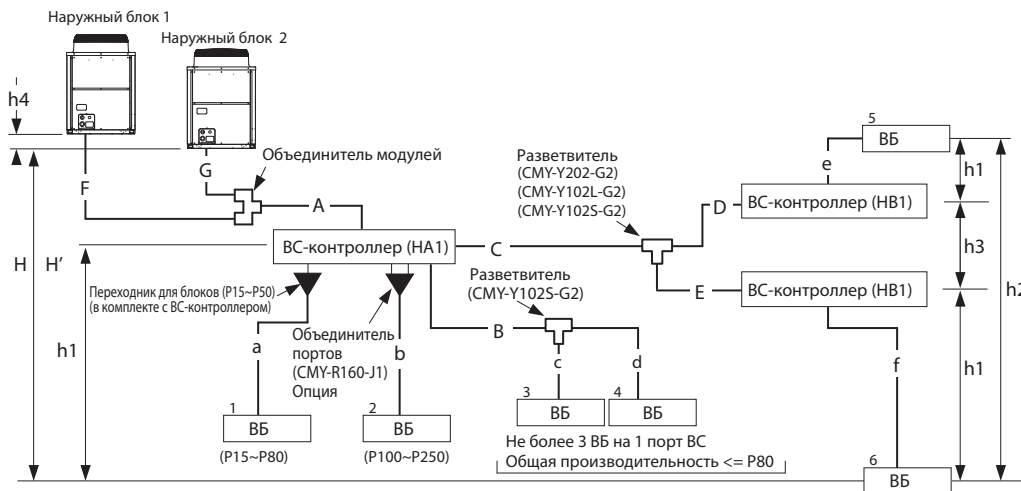 Наружный блок 1
Наружный блок 2
h4
Объединитель модулей
F
G
A
H
H'
h1
ВС-контроллер (HA1)
C
Разветвитель
(CMY-Y202-G2)
(CMY-Y102L-G2)
(CMY-Y102S-G2)
D
E
5
ВБ
e
ВС-контроллер (HB1)
ВС-контроллер (HB1)
h1
h3
h2
h1
f
6
ВБ
Разветвитель
(CMY-Y102S-G2)
B
c
d
3
ВБ
4
ВБ
Не более 3 ВБ на 1 порт ВС
Общая производительность <= P80
Переходник для блоков (P15~P50)
(в комплекте с ВС-контроллером)
a
Объединитель
портов
(CMY-R160-J1)
Опция
b
1
ВБ
(P15~P80)
2
ВБ
(P100~P250)